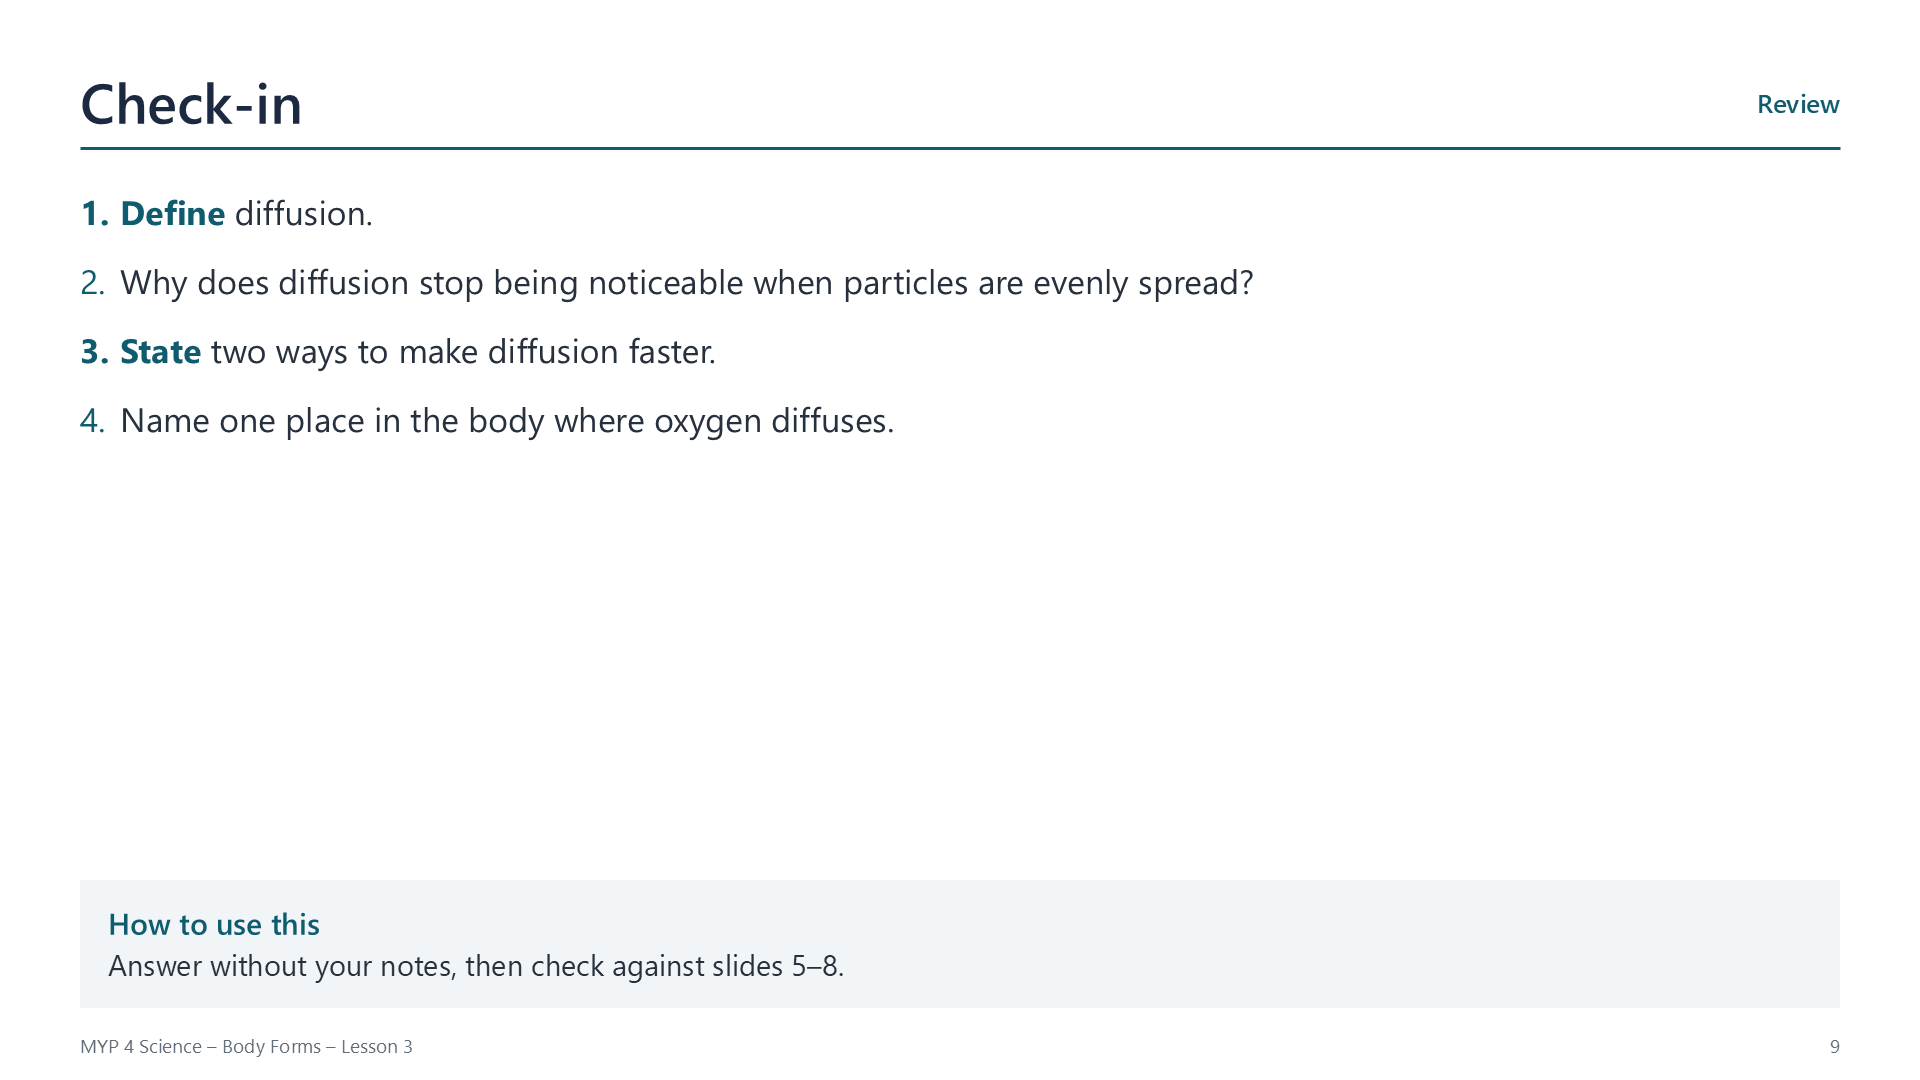 Check-in
Review
1. Define diffusion.
2. Why does diffusion stop being noticeable when particles are evenly spread?
3. State two ways to make diffusion faster.
4. Name one place in the body where oxygen diffuses.
How to use this
Answer without your notes, then check against slides 5–8.
MYP 4 Science – Body Forms – Lesson 3
9